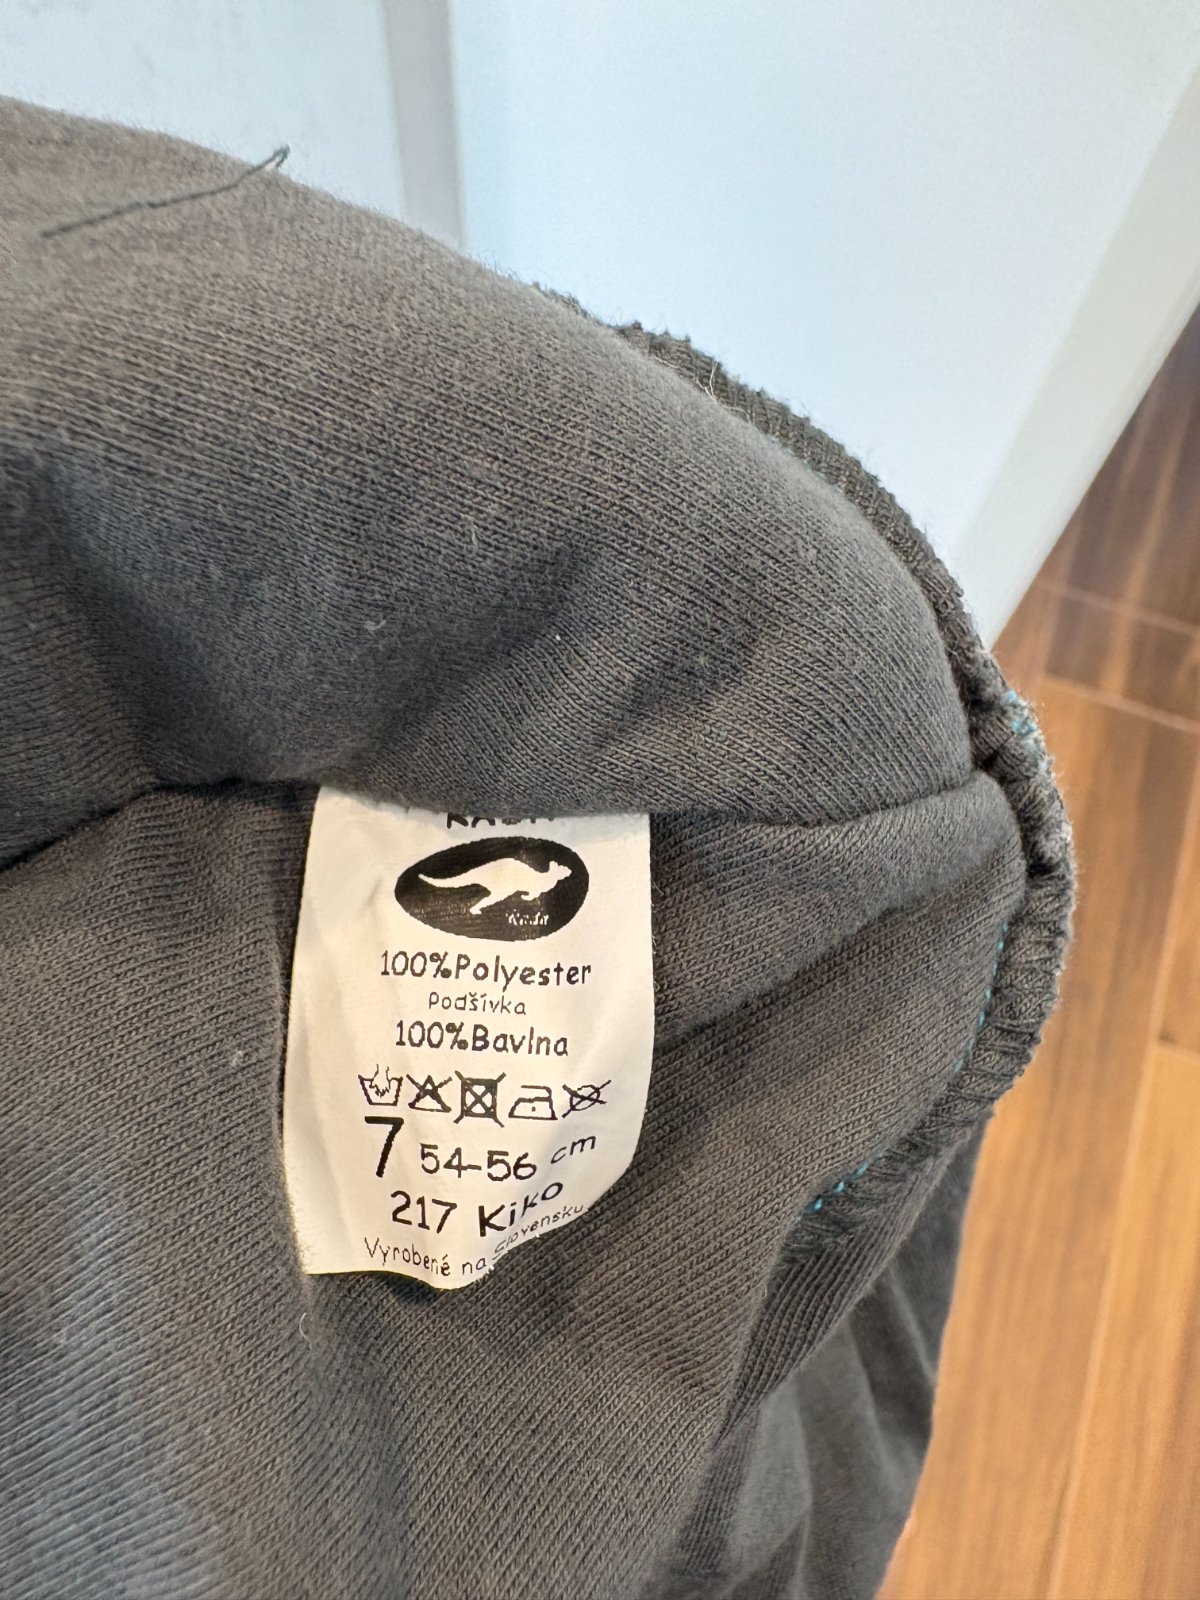 100%Polyester
Podšívka
100%Bavlna
7 54-56 cm
217 Kiko
Vyrobené na Slovensku